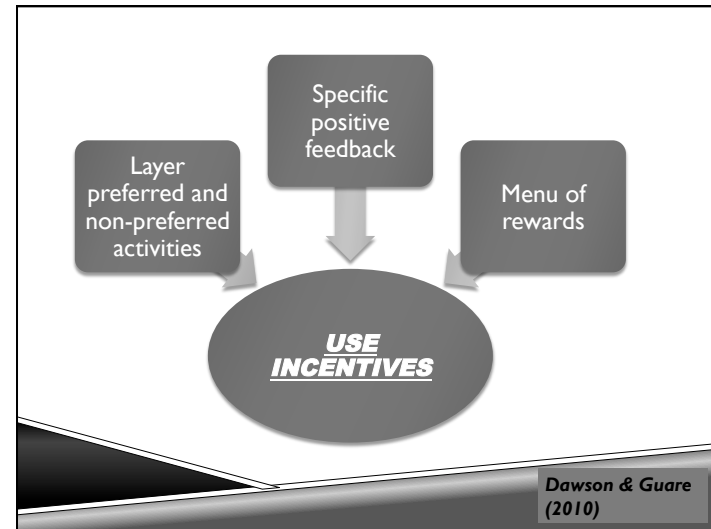 Specific
positive
feedback
Layer
preferred and
non-preferred
activities
Menu of
rewards
USE
INCENTIVES
Dawson & Guare
(2010)